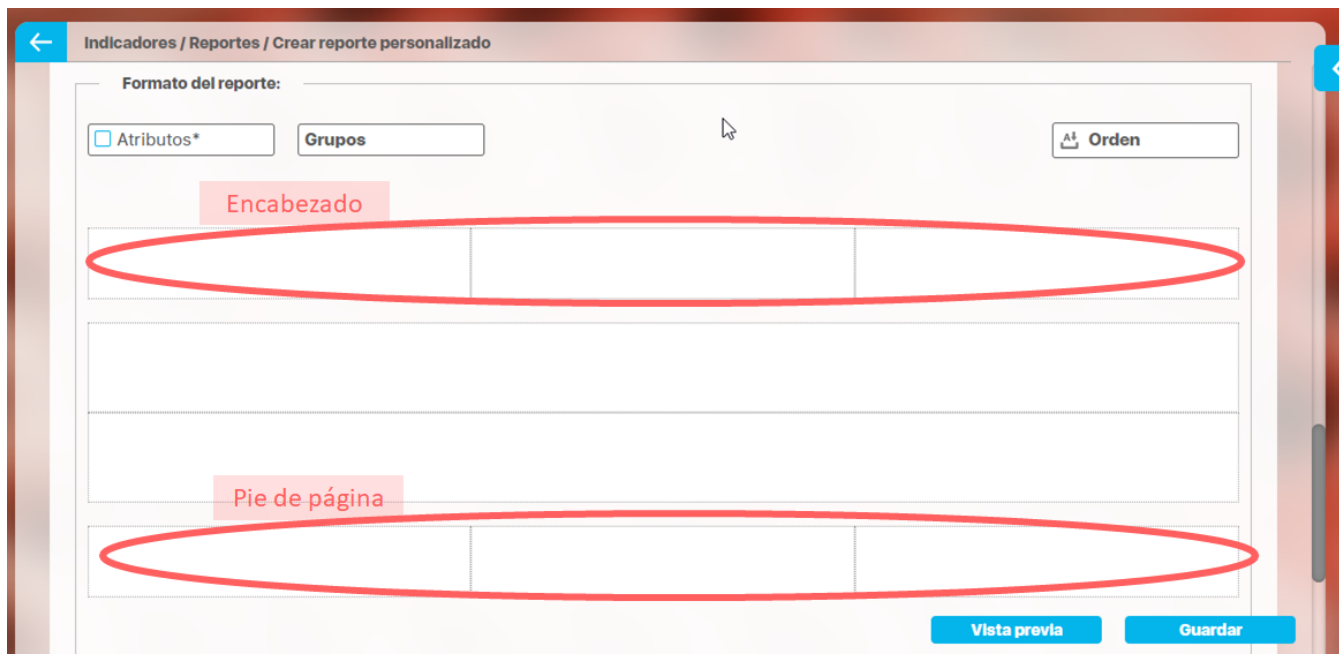 Indicadores / Reportes / Crear reporte personalizado
Formato del reporte:
Atributos*
Grupos
Orden
Encabezado
Pie de página
Vista previa
Guardar